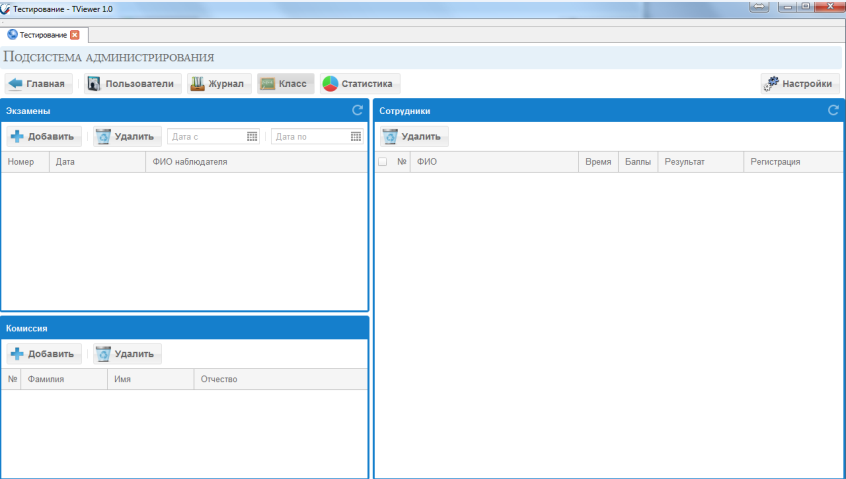 Тестирование - TViewer 1.0
Тестирование
Подсистема администрирования
Главная Пользователи Журнал Класс Статистика Настройки
Экзамены
Добавить Удалить Дата с Дата по
Номер Дата ФИО наблюдателя
Комиссия
Добавить Удалить
№ Фамилия Имя Отчество
Сотрудники
Удалить
№ ФИО Время Баллы Результат Регистрация